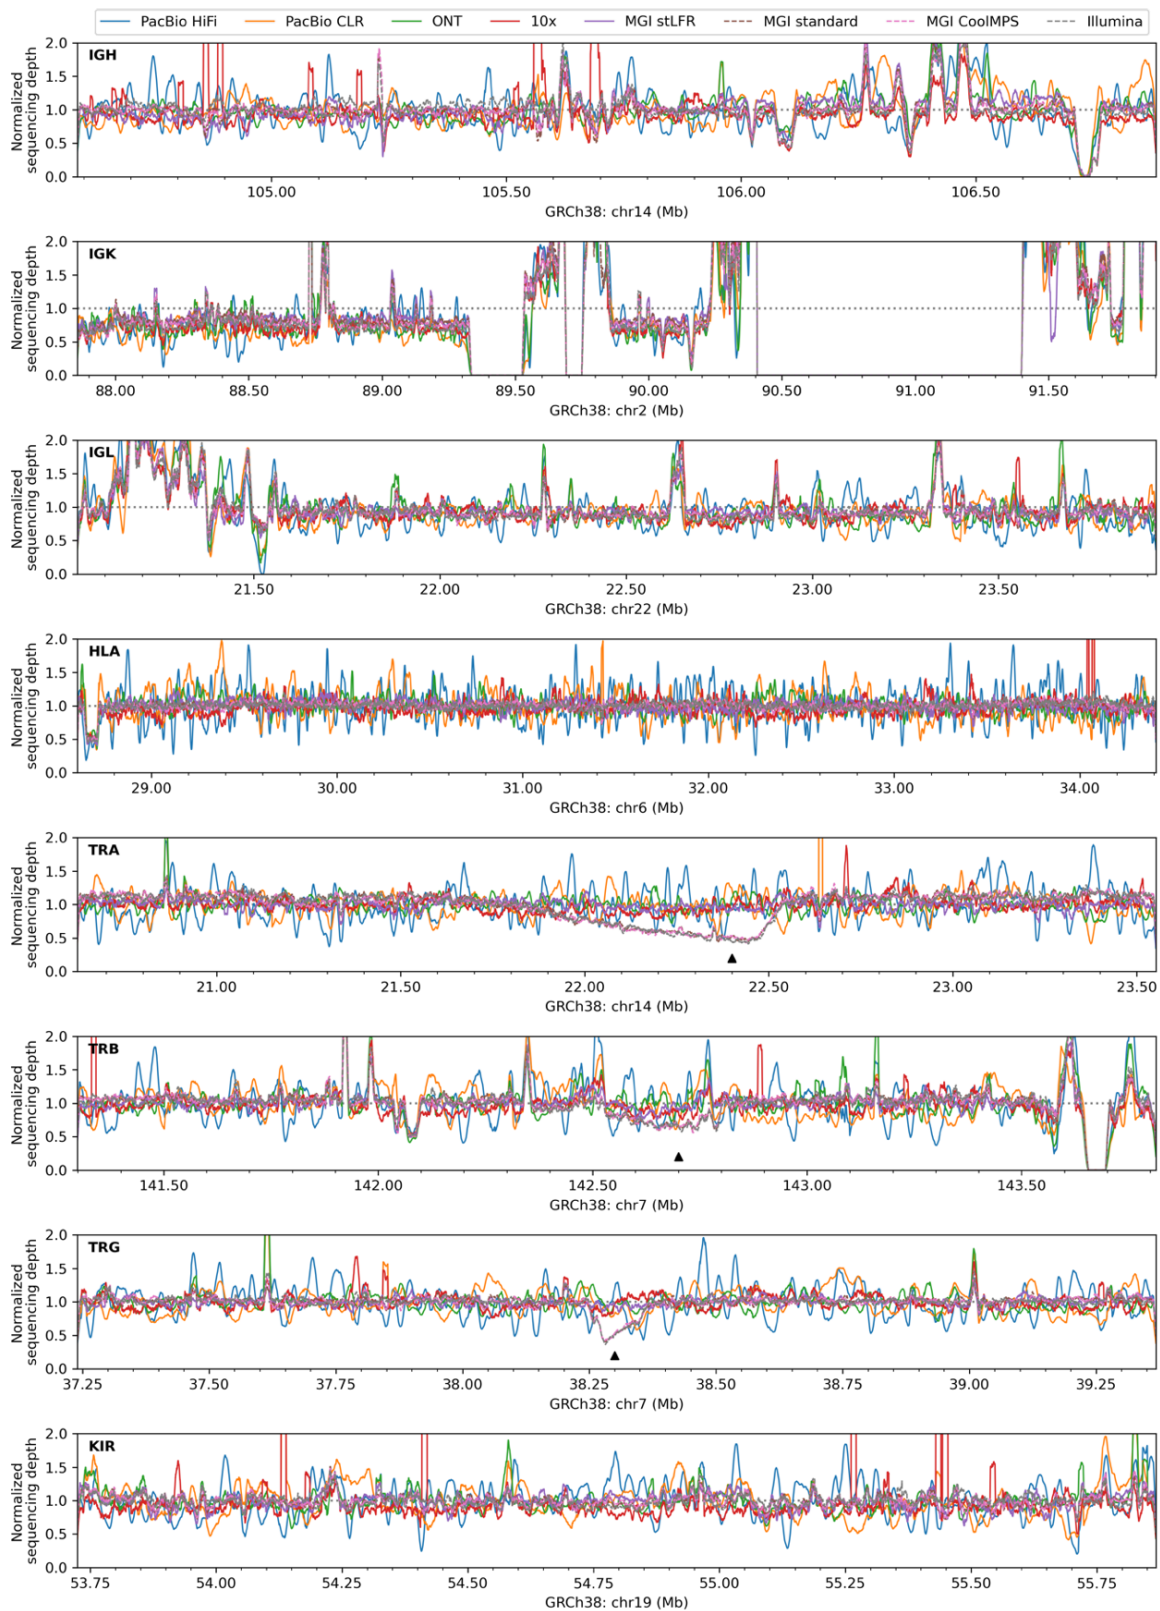 PacBio HiFi PacBio CLR ONT 10x MGI stLFR MGI standard MGI CoolMPS Illumina
IGH
Normalized
sequencing depth
2.0
1.5
1.0
0.5
0.0
105.00 105.50 106.00 106.50
GRCh38: chr14 (Mb)
IGK
Normalized
sequencing depth
2.0
1.5
1.0
0.5
0.0
88.00 88.50 89.00 89.50 90.00 90.50 91.00 91.50
GRCh38: chr2 (Mb)
IGL
Normalized
sequencing depth
2.0
1.5
1.0
0.5
0.0
21.50 22.00 22.50 23.00 23.50
GRCh38: chr22 (Mb)
HLA
Normalized
sequencing depth
2.0
1.5
1.0
0.5
0.0
29.00 30.00 31.00 32.00 33.00 34.00
GRCh38: chr6 (Mb)
TRA
Normalized
sequencing depth
2.0
1.5
1.0
0.5
0.0
21.00 21.50 22.00 22.50 23.00 23.50
GRCh38: chr14 (Mb)
TRB
Normalized
sequencing depth
2.0
1.5
1.0
0.5
0.0
141.50 142.00 142.50 143.00 143.50
GRCh38: chr7 (Mb)
TRG
Normalized
sequencing depth
2.0
1.5
1.0
0.5
0.0
37.25 37.50 37.75 38.00 38.25 38.50 38.75 39.00 39.25
GRCh38: chr7 (Mb)
KIR
Normalized
sequencing depth
2.0
1.5
1.0
0.5
0.0
53.75 54.00 54.25 54.50 54.75 55.00 55.25 55.50 55.75
GRCh38: chr19 (Mb)